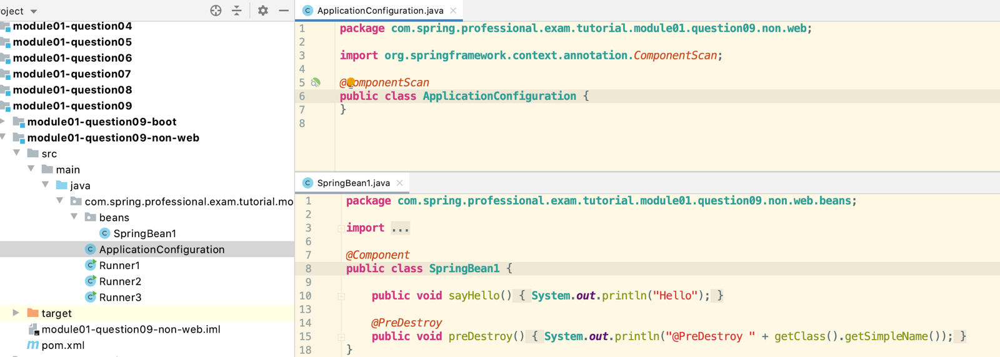 oject
module01-question04
module01-question05
module01-question06
module01-question07
module01-question08
module01-question09
module01-question09-boot
module01-question09-non-web
src
main
java
com.spring.professional.exam.tutorial.mo
beans
SpringBean1
ApplicationConfiguration
Runner1
Runner2
Runner3
target
module01-question09-non-web.iml
pom.xml
ApplicationConfiguration.java
1 package com.spring.professional.exam.tutorial.module01.question09.non.web;
2
3 import org.springframework.context.annotation.ComponentScan;
4
5 @ComponentScan
6 public class ApplicationConfiguration {
7 }
8
SpringBean1.java
1 package com.spring.professional.exam.tutorial.module01.question09.non.web.beans;
2
3 import ...
6
7 @Component
8 public class SpringBean1 {
9
10 public void sayHello() { System.out.println("Hello"); }
13
14 @PreDestroy
15 public void preDestroy() { System.out.println("@PreDestroy " + getClass().getSimpleName()); }
18 }